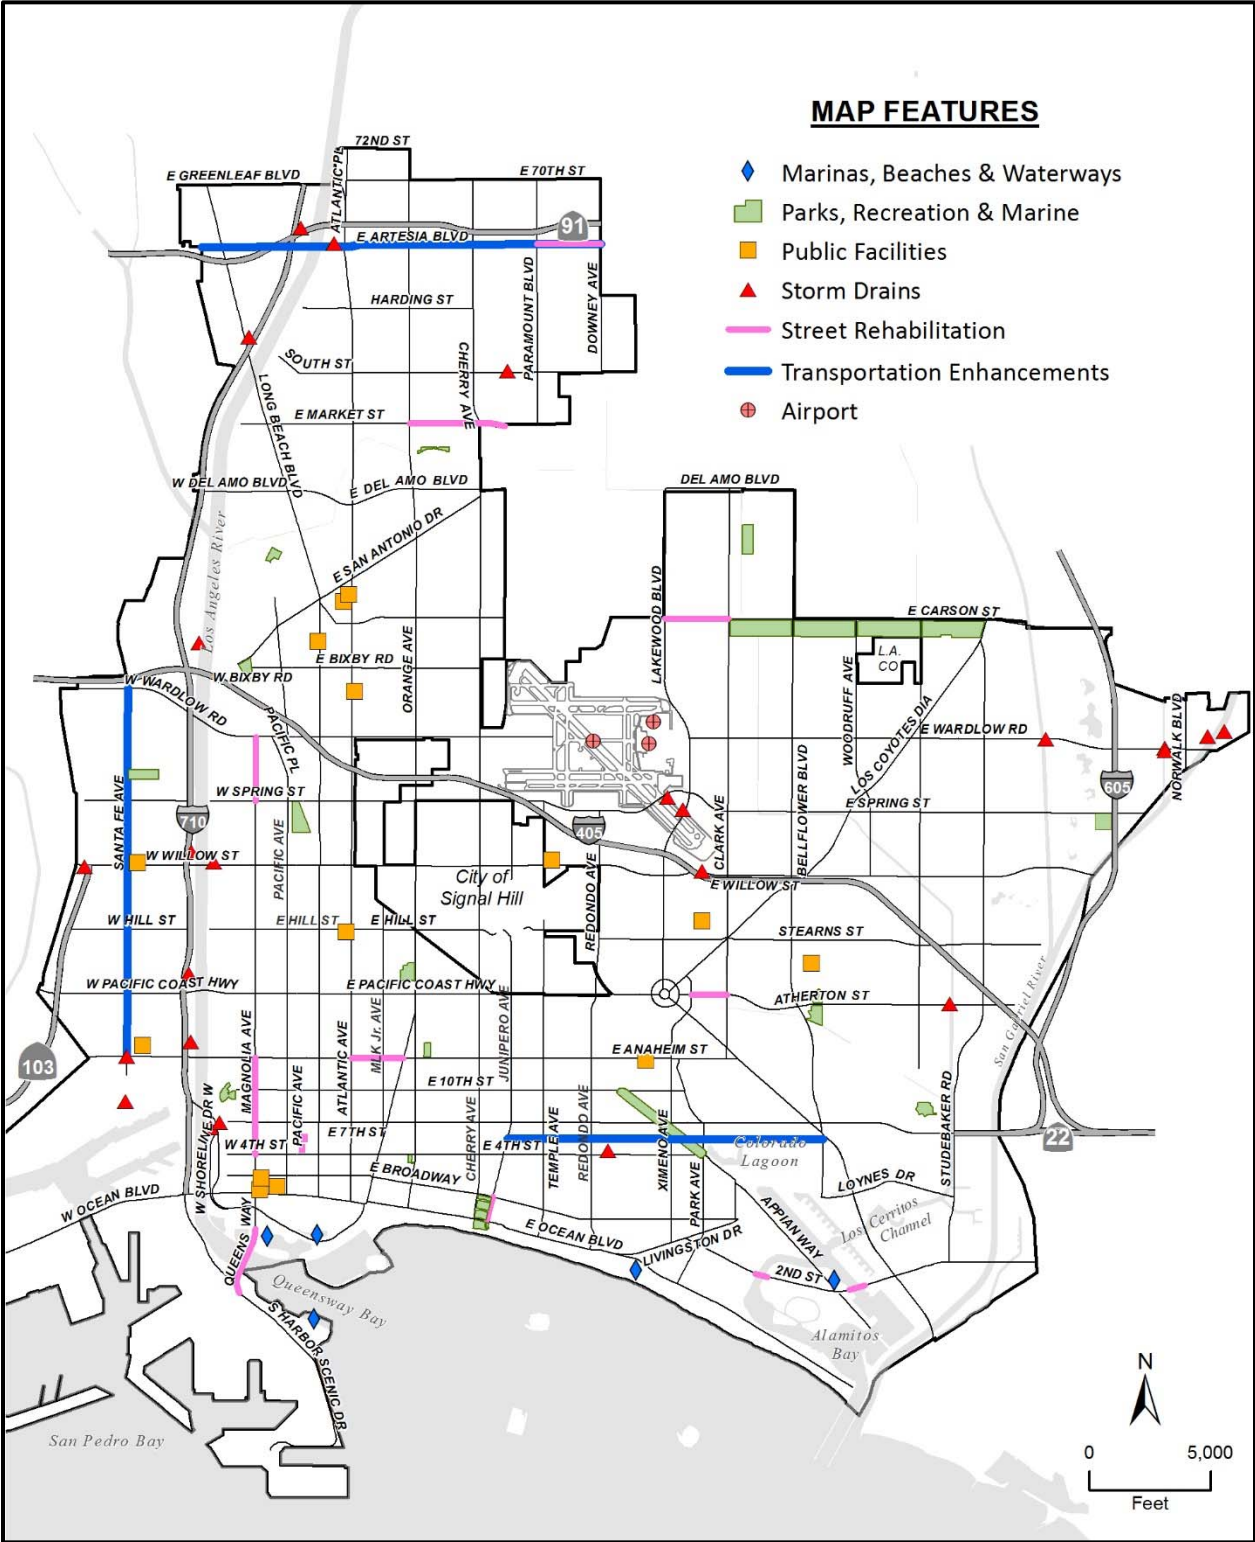 MAP FEATURES
Marinas, Beaches & Waterways
Parks, Recreation & Marine
Public Facilities
Storm Drains
Street Rehabilitation
Transportation Enhancements
Airport
72ND ST
E GREENLEAF BLVD
E 70TH ST
ATLANTIC PL
91
E ARTESIA BLVD
PARAMOUNT BLVD
DOWNEY AVE
HARDING ST
SOUTH ST
CHERRY AVE
LONG BEACH BLVD
E MARKET ST
W DEL AMO BLVD
E DEL AMO BLVD
DEL AMO BLVD
E SAN ANTONIO DR
Los Angeles River
LAKEWOOD BLVD
E CARSON ST
ORANGE AVE
E BIXBY RD
W BIXBY RD
L.A.
CO
WOODRUFF AVE
LOS COYOTES DIA
W WARDLOW RD
PACIFIC PL
E WARDLOW RD
NORWALK BLVD
SANTA FE AVE
W SPRING ST
E SPRING ST
605
BELLFLOWER BLVD
CLARK AVE
710
405
PACIFIC AVE
W WILLOW ST
City of
Signal Hill
REDONDO AVE
E WILLOW ST
W HILL ST
E HILL ST
E HILL ST
STEARNS ST
W PACIFIC COAST HWY
E PACIFIC COAST HWY
ATHERTON ST
San Gabriel River
103
MAGNOLIA AVE
PACIFIC AVE
ATLANTIC AVE
MLK Jr. AVE
JUNIPERO AVE
E ANAHEIM ST
E 10TH ST
STUDEBAKER RD
22
W SHORELINE DR W
E 7TH ST
W 4TH ST
E 4TH ST
CHERRY AVE
TEMPLE AVE
REDONDO AVE
XIMENO AVE
PARK AVE
Colorado
Lagoon
E BROADWAY
LOYNES DR
W OCEAN BLVD
QUEENS WAY
E OCEAN BLVD
LIVINGSTON DR
APPIAN WAY
Los Cerritos
Channel
2ND ST
Queensway Bay
S HARBOR SCENIC DR
Alamitos
Bay
San Pedro Bay
N
0
5,000
Feet